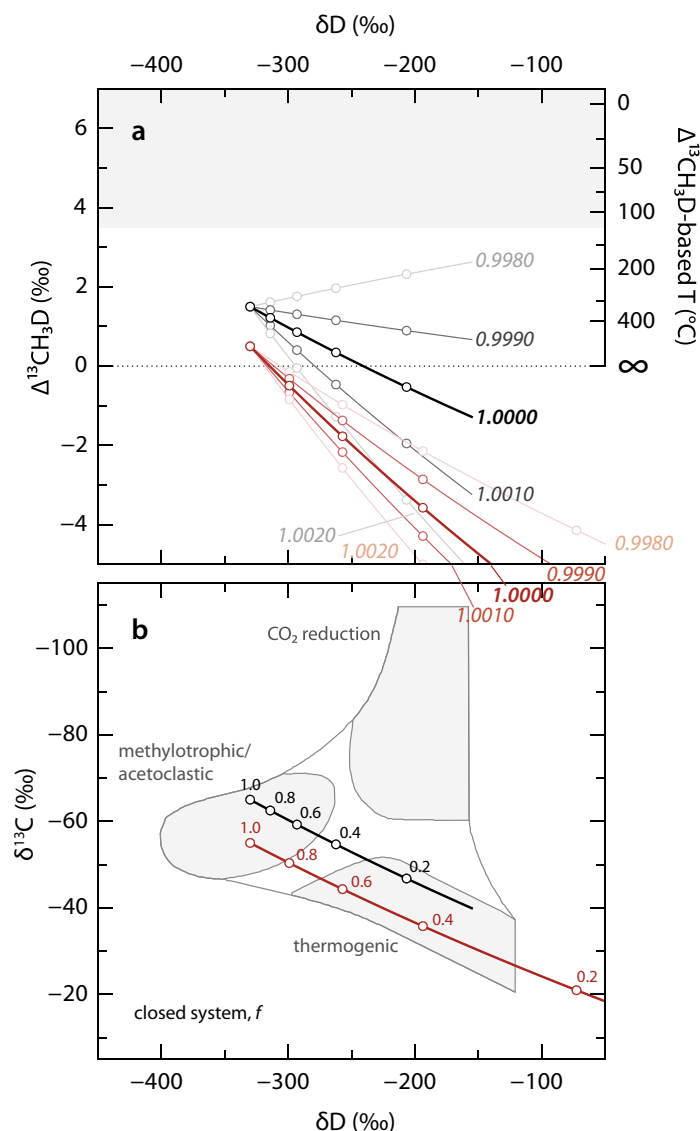 δD (‰)
−400 −300 −200 −100
a
6
4
2
0
−2
−4
Δ¹³CH₃D (‰)
0
50
100
200
400
∞
Δ¹³CH₃D-based T (°C)
0.9980
0.9990
1.0000
1.0010
1.0020
1.0020
0.9980
0.9990
1.0000
1.0010
b
CO₂ reduction
methylotrophic/
acetoclastic
1.0
0.8
0.6
0.4
0.2
1.0
0.8
0.6
0.4
0.2
thermogenic
closed system, f
−100
−80
−60
−40
−20
δ¹³C (‰)
−400 −300 −200 −100
δD (‰)